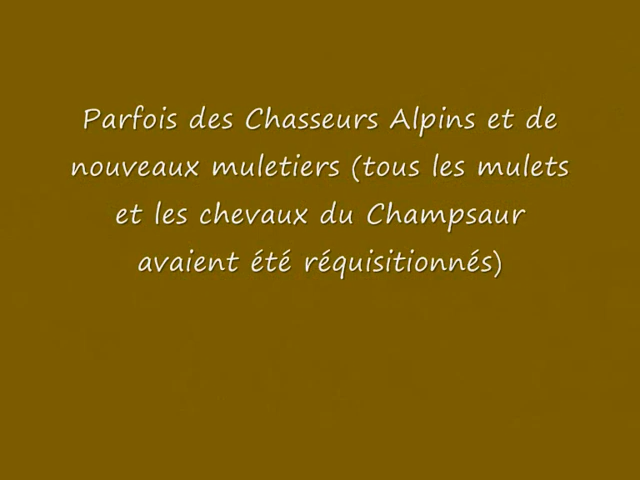 Parfois des Chasseurs Alpins et de
nouveaux muletiers (tous les mulets
et les chevaux du Champsaur
avaient été réquisitionnés)